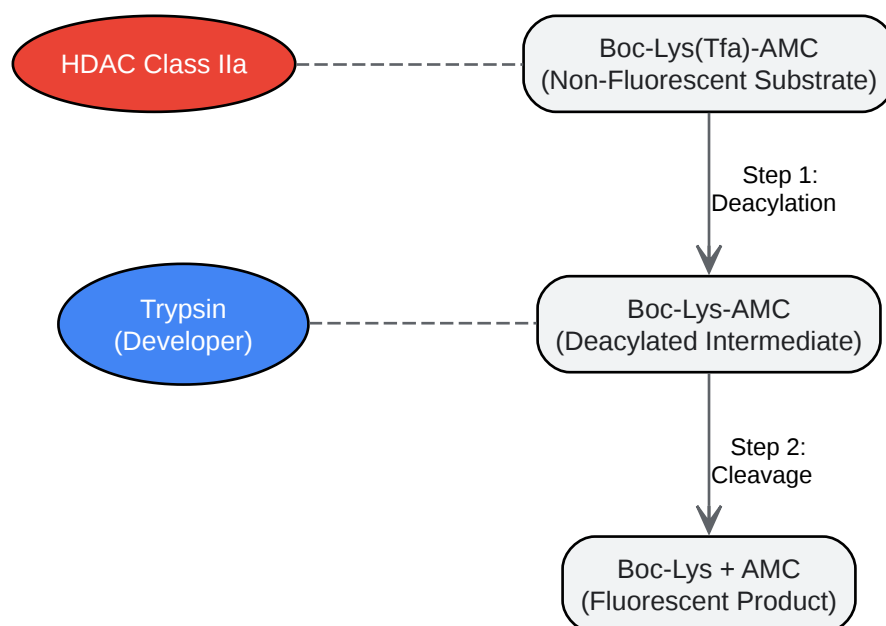 HDAC Class IIa
Boc-Lys(Tfa)-AMC
(Non-Fluorescent Substrate)
Step 1:
Deacylation
Trypsin
(Developer)
Boc-Lys-AMC
(Deacylated Intermediate)
Step 2:
Cleavage
Boc-Lys + AMC
(Fluorescent Product)